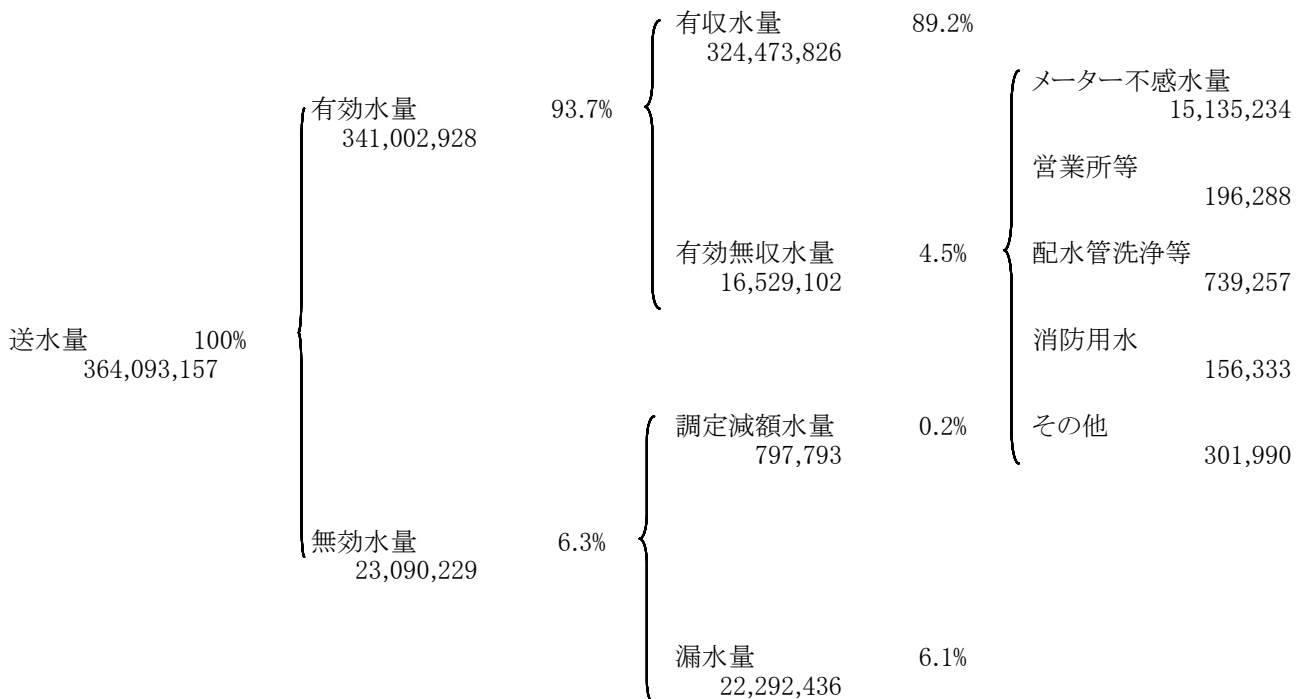 有収水量 89.2%
324,473,826
メーター不感水量
有効水量 93.7%
15,135,234
341,002,928
営業所等
196,288
有効無収水量 4.5%
配水管洗浄等
16,529,102
739,257
送水量 100%
消防用水
364,093,157
156,333
調定減額水量 0.2%
その他
797,793
301,990
無効水量 6.3%
23,090,229
漏水量 6.1%
22,292,436